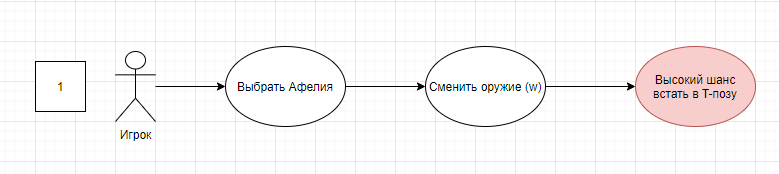 1
Игрок
Выбрать Афелия
Сменить оружие (w)
Высокий шанс
встать в Т-позу